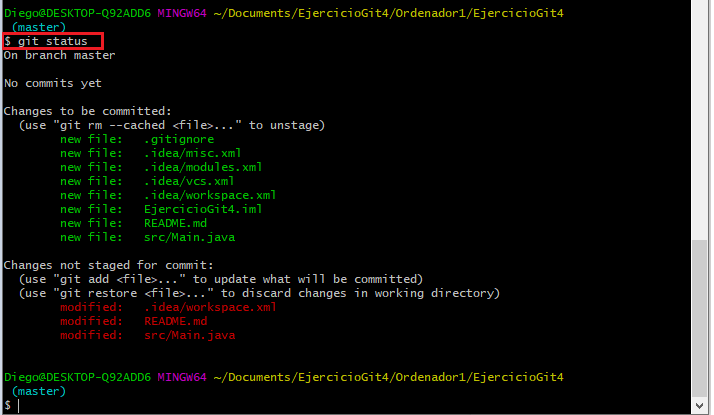 Diego@DESKTOP-Q92ADD6 MINGW64 ~/Documents/EjercicioGit4/Ordenador1/EjercicioGit4
(master)
$ git status
On branch master
No commits yet
Changes to be committed:
(use "git rm --cached <file>..." to unstage)
new file:   .gitignore
new file:   .idea/misc.xml
new file:   .idea/modules.xml
new file:   .idea/vcs.xml
new file:   .idea/workspace.xml
new file:   EjercicioGit4.iml
new file:   README.md
new file:   src/Main.java
Changes not staged for commit:
(use "git add <file>..." to update what will be committed)
(use "git restore <file>..." to discard changes in working directory)
modified:   .idea/workspace.xml
modified:   README.md
modified:   src/Main.java
Diego@DESKTOP-Q92ADD6 MINGW64 ~/Documents/EjercicioGit4/Ordenador1/EjercicioGit4
(master)
$